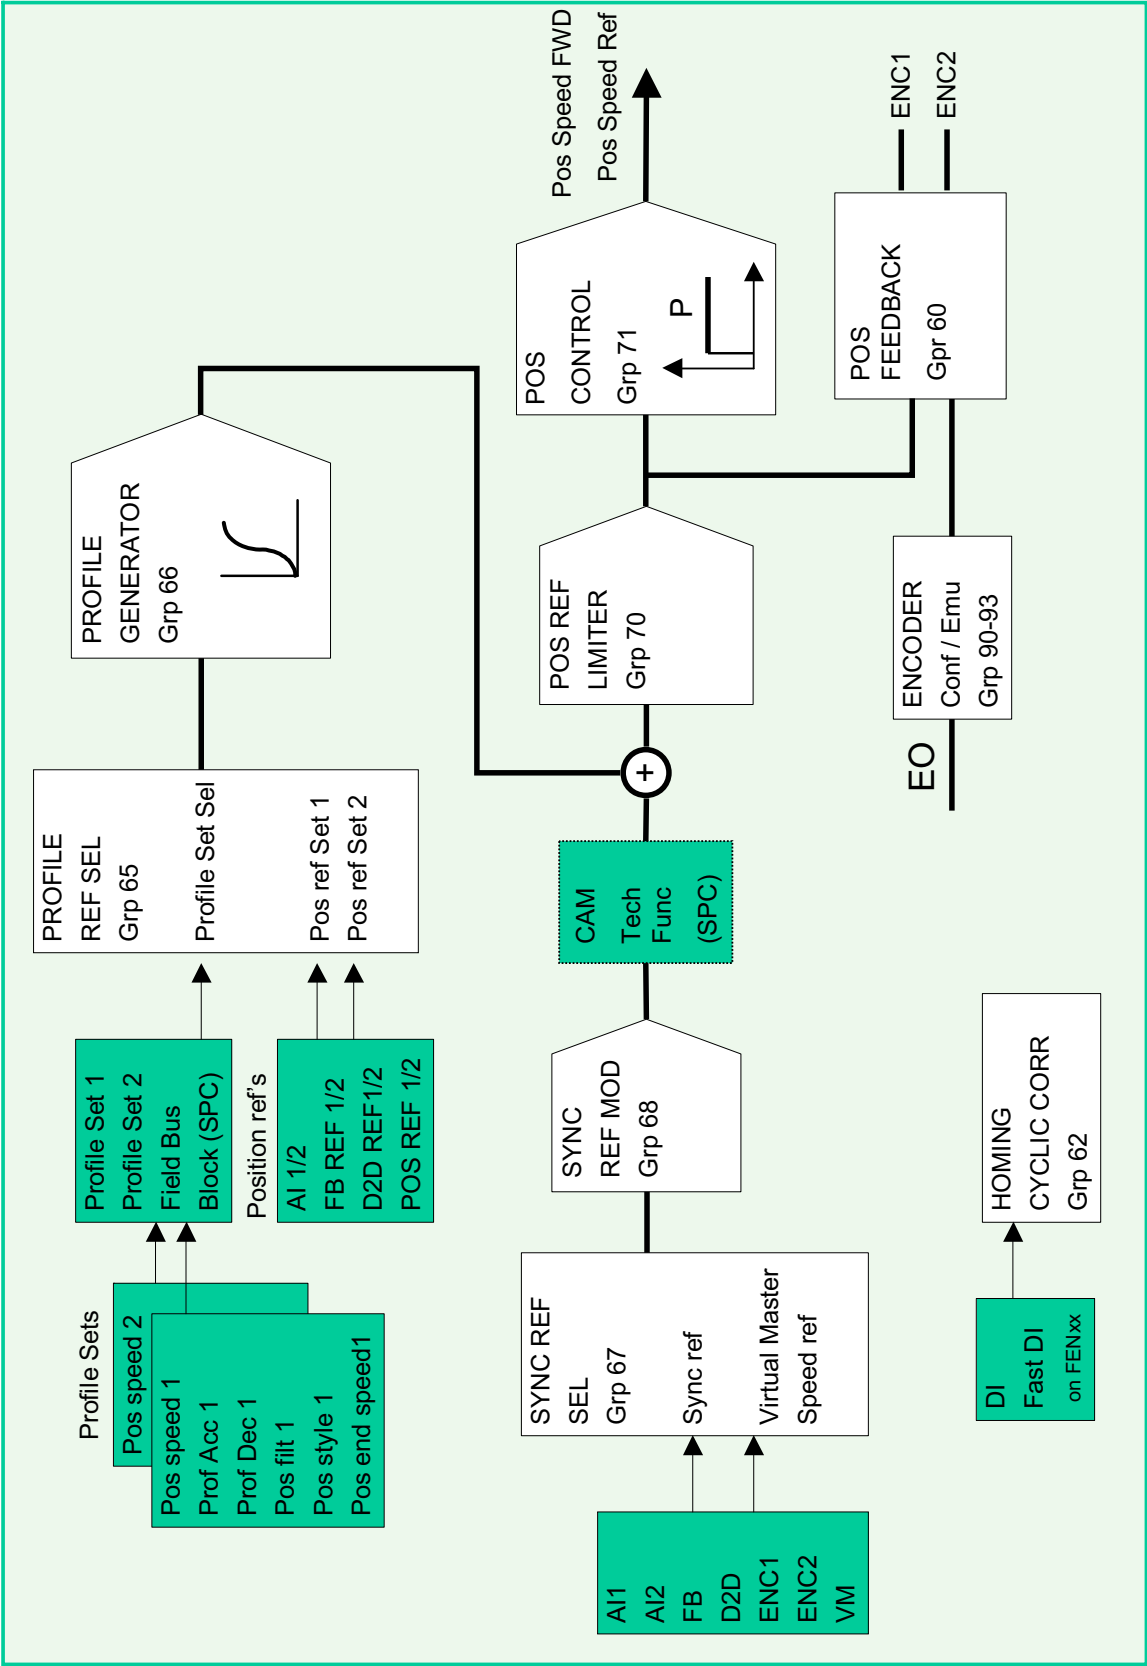 Profile Sets
Pos speed 2
Pos speed 1
Prof Acc 1
Prof Dec 1
Pos filt 1
Pos style 1
Pos end speed1
Profile Set 1
Profile Set 2
Field Bus
Block (SPC)
Position ref's
AI 1/2
FB REF 1/2
D2D REF1/2
POS REF 1/2
PROFILE
REF SEL
Grp 65
Profile Set Sel
Pos ref Set 1
Pos ref Set 2
PROFILE
GENERATOR
Grp 66
AI1
AI2
FB
D2D
ENC1
ENC2
VM
SYNC REF
SEL
Grp 67
Sync ref
Virtual Master
Speed ref
SYNC
REF MOD
Grp 68
CAM
Tech
Func
(SPC)
+
POS REF
LIMITER
Grp 70
POS
CONTROL
Grp 71
P
Pos Speed FWD
Pos Speed Ref
DI
Fast DI
on FENxx
HOMING
CYCLIC CORR
Grp 62
EO
ENCODER
Conf / Emu
Grp 90-93
POS
FEEDBACK
Gpr 60
ENC1
ENC2